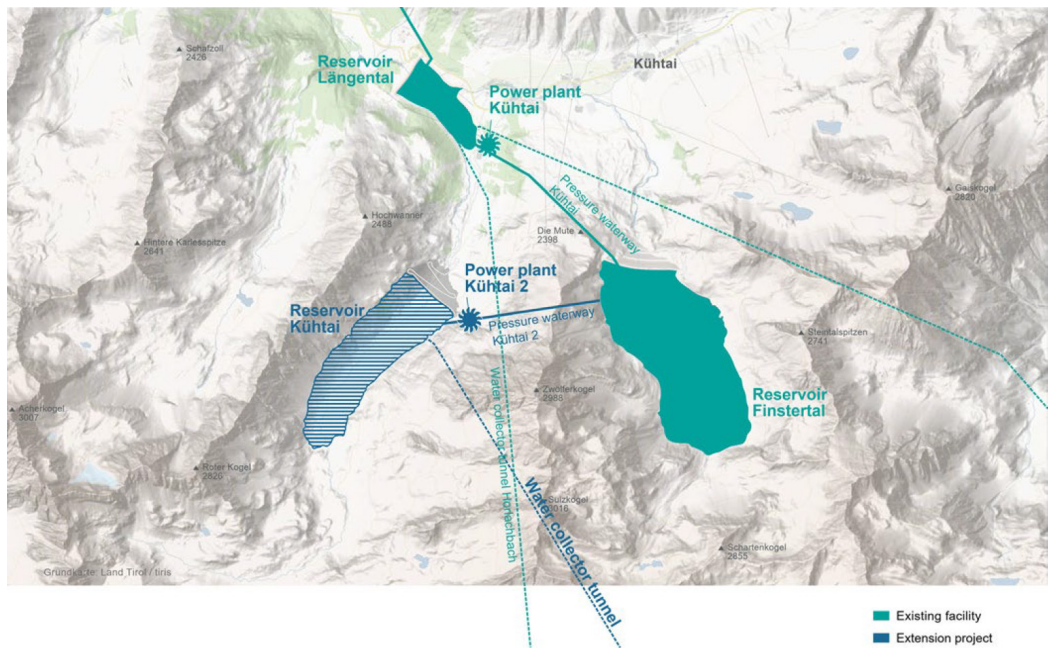 Schafzoll
2426
Reservoir
Längental
Kühtai
Power plant
Kühtai
Pressure waterway
Kühtai
Gaiskogel
2820
Hochwanner
2488
Die Mute
2398
Hintere Karlesspitze
2641
Power plant
Kühtai 2
Reservoir
Kühtai
Pressure waterway
Kühtai 2
Steintalspitzen
2741
Zwölferkogel
2988
Reservoir
Finstertal
Acherkogel
3007
Roter Kogel
2826
Water collector tunnel Horlachbach
Water collector tunnel
Sulzkogel
3016
Schartenkogel
2855
Grundkarte: Land Tirol / tiris
Existing facility
Extension project